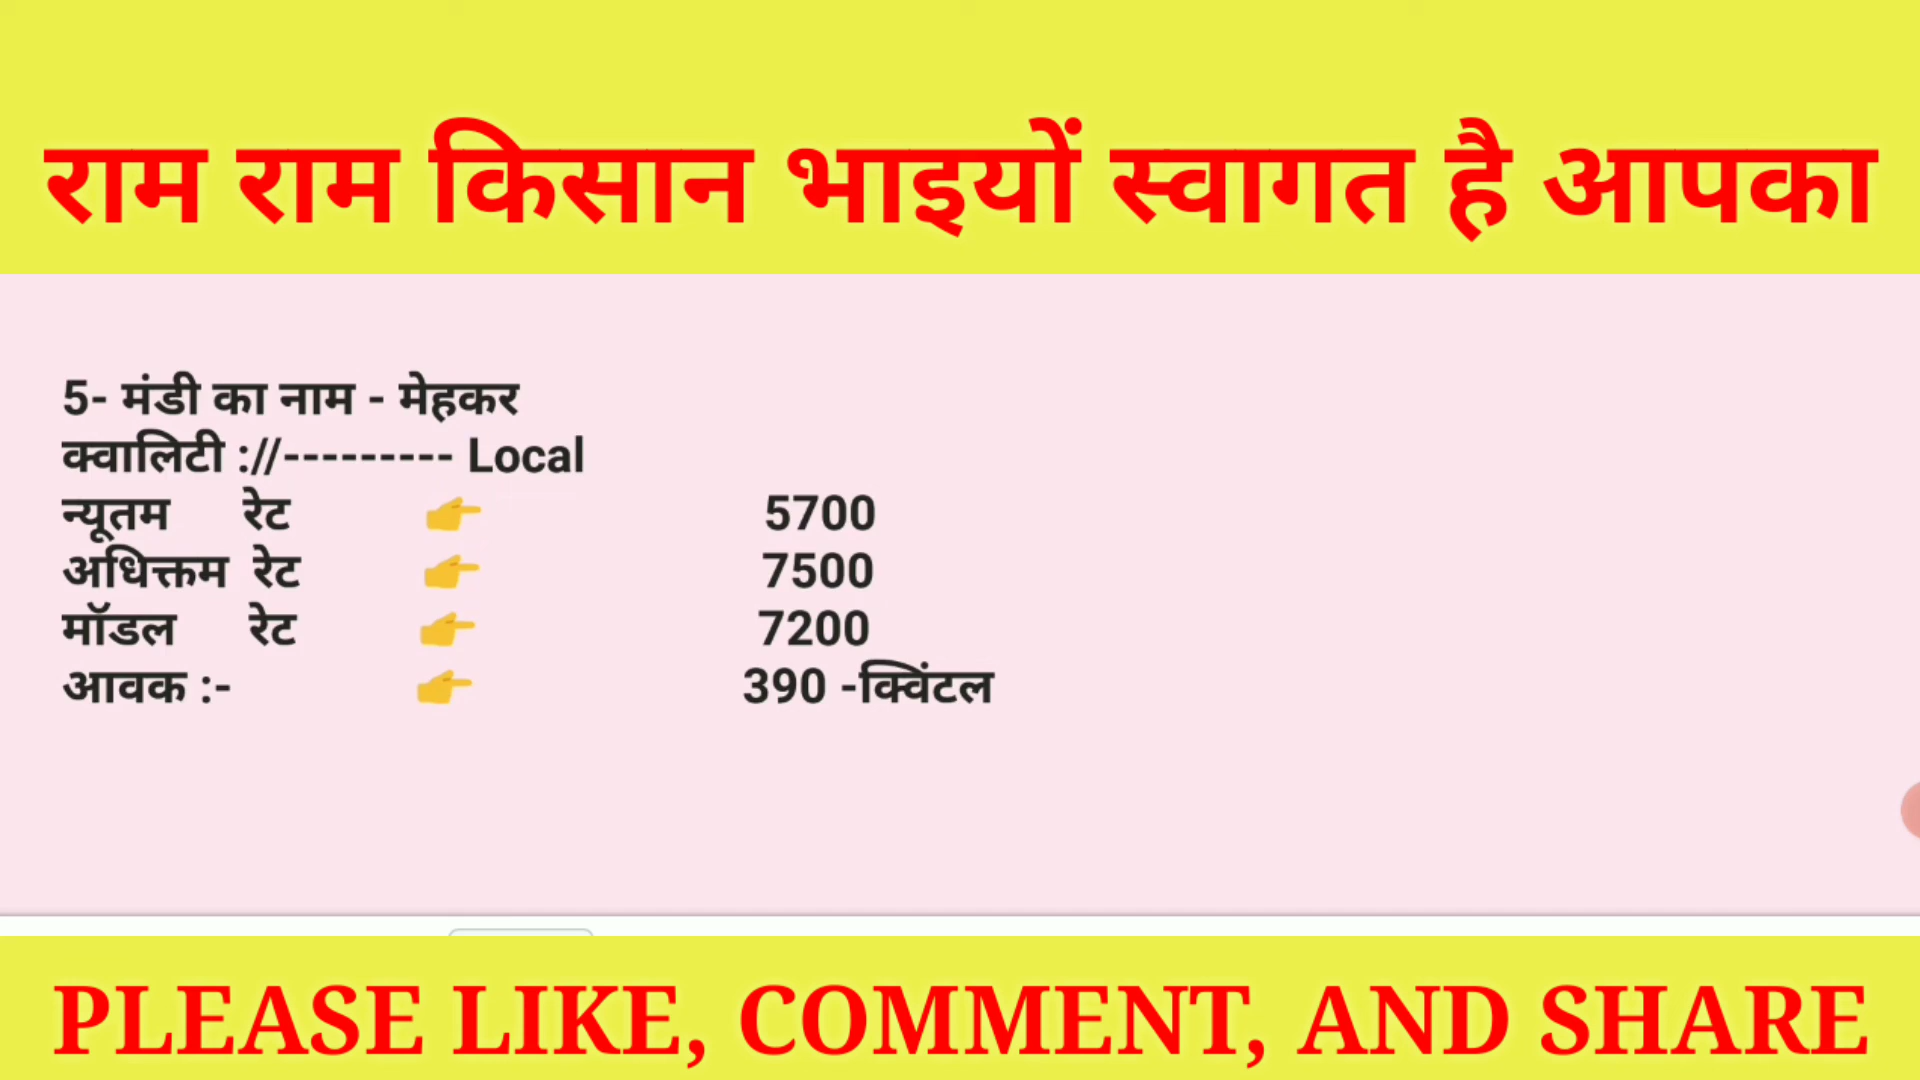 राम राम किसान भाइयों स्वागत है आपका
5- मंडी का नाम - मेहकर
क्वालिटी ://--------- Local
न्यूतम रेट 👉 5700
अधिक्तम रेट 👉 7500
मॉडल रेट 👉 7200
आवक :- 👉 390 -क्विंटल
PLEASE LIKE, COMMENT, AND SHARE